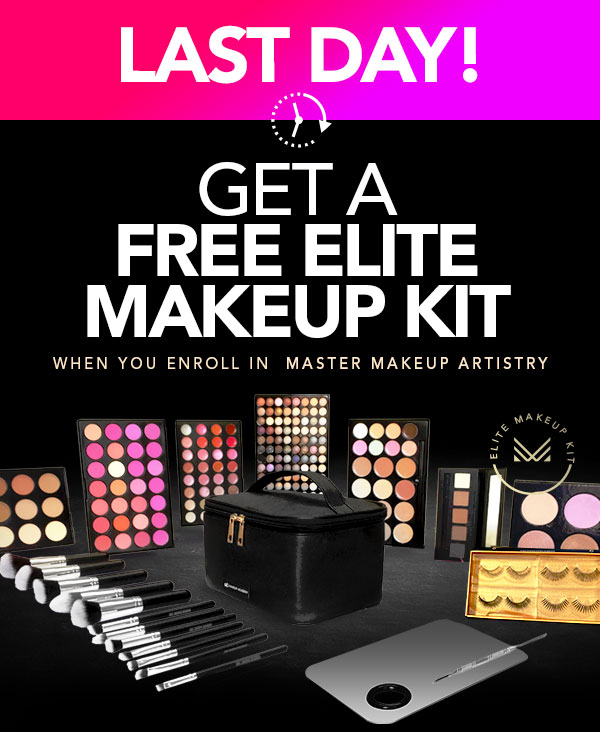 LAST DAY!
GET A
FREE ELITE
MAKEUP KIT
WHEN YOU ENROLL IN MASTER MAKEUP ARTISTRY
ELITE MAKEUP KIT